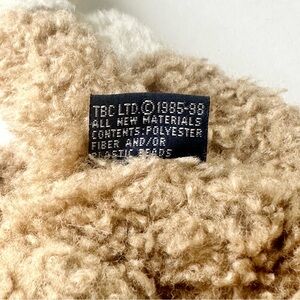 TBC LTD.©1985-98
ALL NEW MATERIALS
CONTENTS:POLYESTER
FIBER AND/OR
PLASTIC BEADS